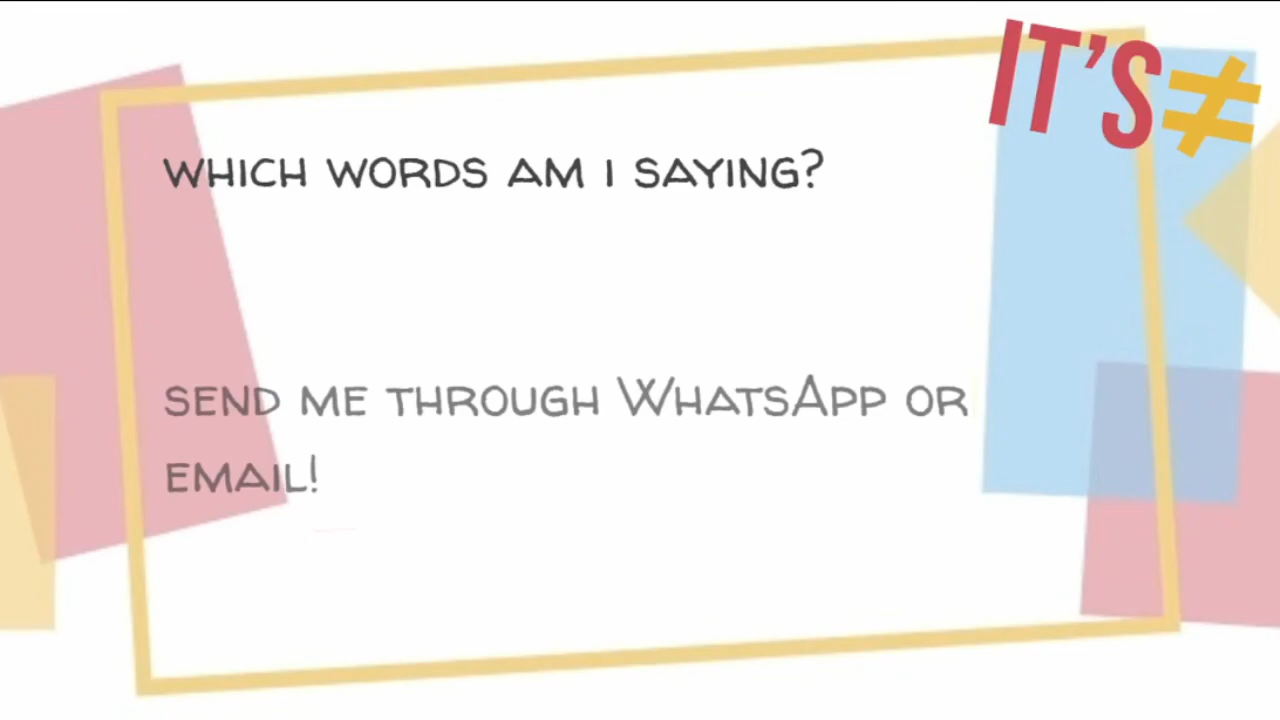 IT'S≠
WHICH WORDS AM I SAYING?
SEND ME THROUGH WHATSAPP OR
EMAIL!